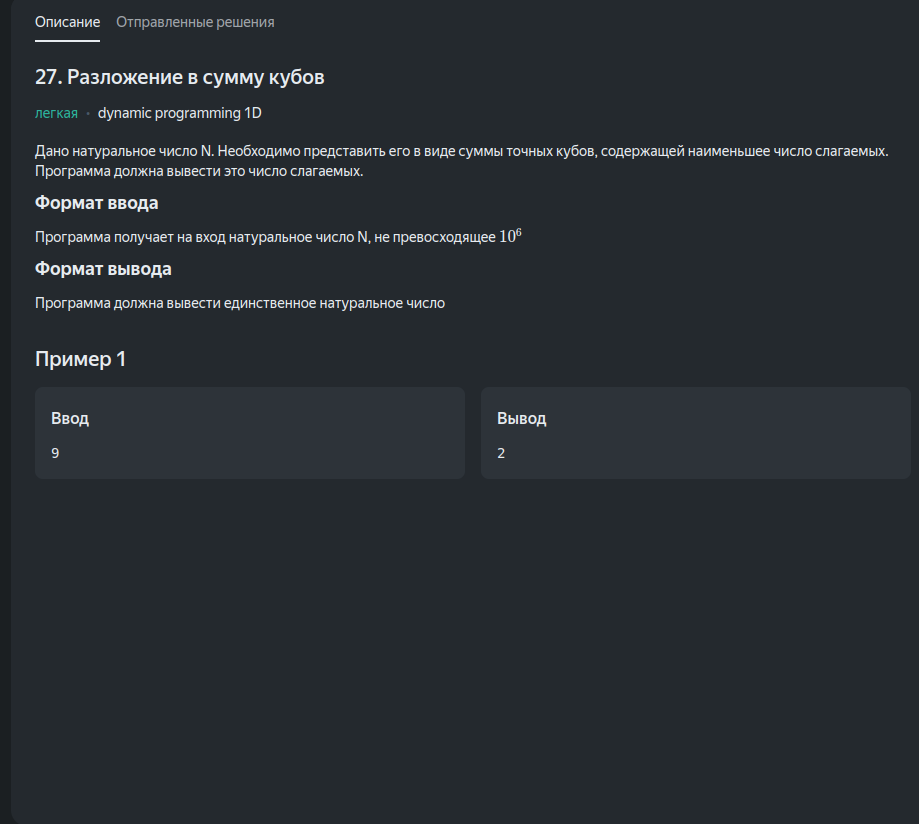 Описание Отправленные решения
27. Разложение в сумму кубов
легкая · dynamic programming 1D
Дано натуральное число N. Необходимо представить его в виде суммы точных кубов, содержащей наименьшее число слагаемых.
Программа должна вывести это число слагаемых.
Формат ввода
Программа получает на вход натуральное число N, не превосходящее 10⁶
Формат вывода
Программа должна вывести единственное натуральное число
Пример 1
Ввод Вывод
9 2